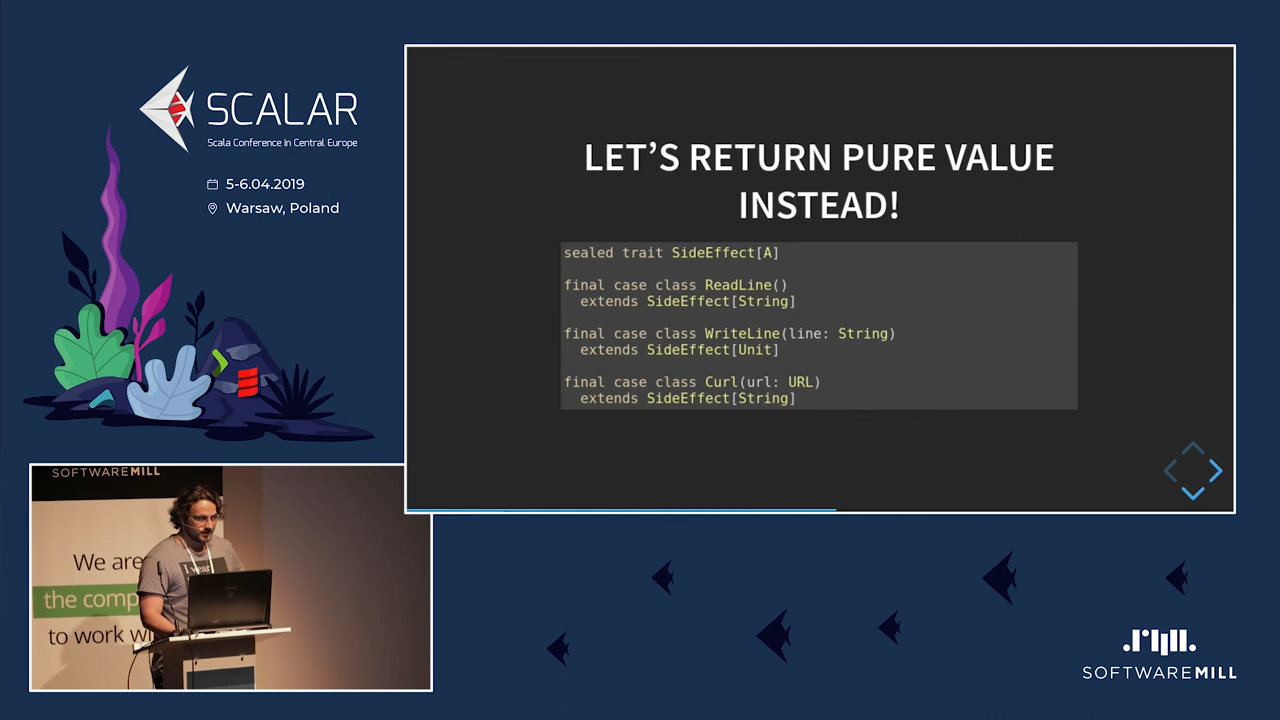 SCALAR
Scala Conference In Central Europe
5-6.04.2019
Warsaw, Poland
LET’S RETURN PURE VALUE
INSTEAD!
sealed trait SideEffect[A]
final case class ReadLine()
extends SideEffect[String]
final case class WriteLine(line: String)
extends SideEffect[Unit]
final case class Curl(url: URL)
extends SideEffect[String]
SOFTWAREMILL
We are
the comp
to work wi
I wear
SOFTWAREMILL